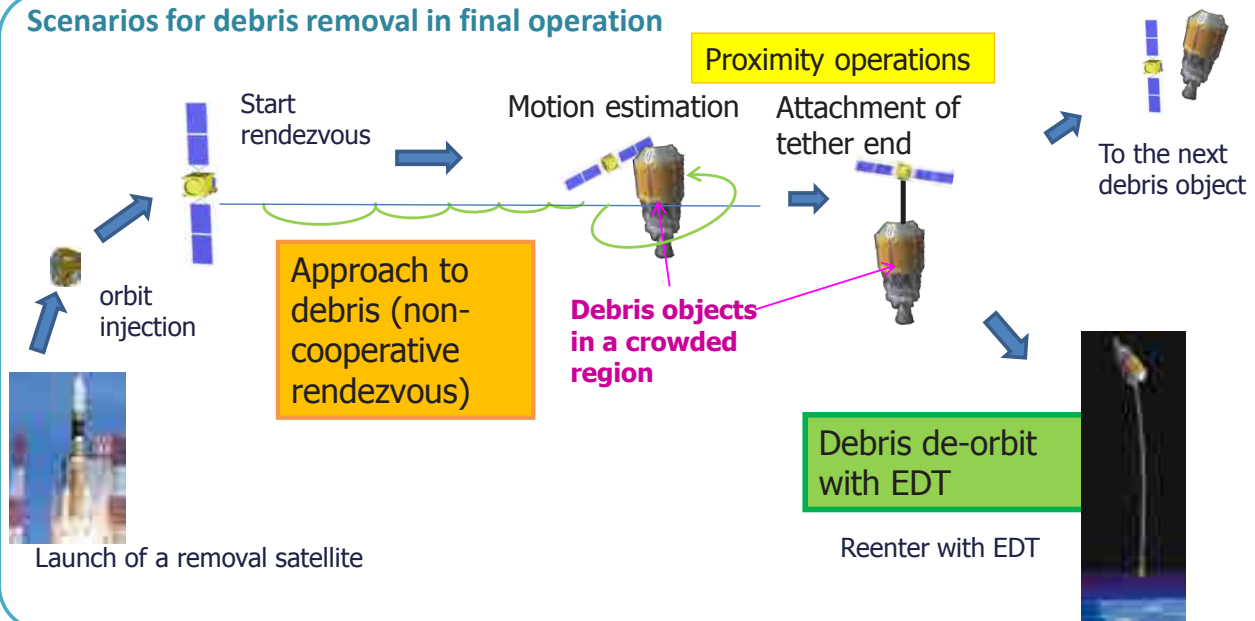 Scenarios for debris removal in final operation
Proximity operations
Start
rendezvous
Motion estimation
Attachment of
tether end
To the next
debris object
orbit
injection
Approach to
debris (non-
cooperative
rendezvous)
Debris objects
in a crowded
region
Debris de-orbit
with EDT
Launch of a removal satellite
Reenter with EDT